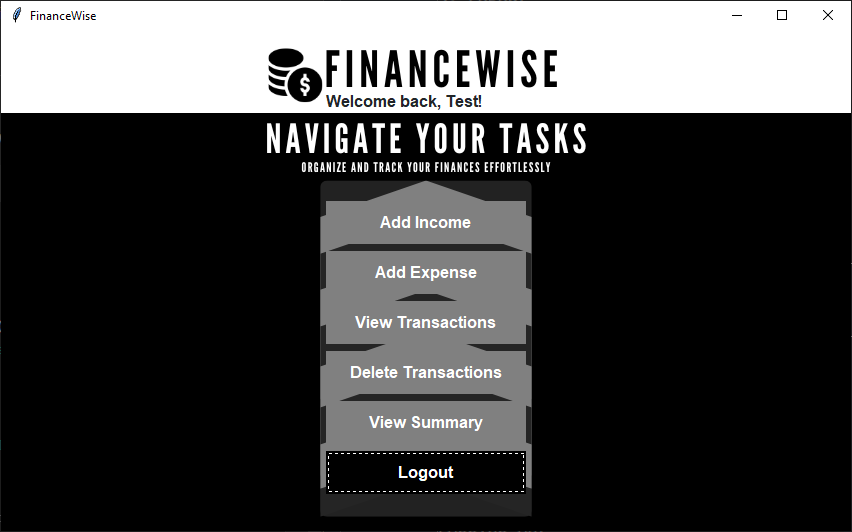 FinanceWise
FINANCEWISE
Welcome back, Test!
NAVIGATE YOUR TASKS
ORGANIZE AND TRACK YOUR FINANCES EFFORTLESSLY
Add Income
Add Expense
View Transactions
Delete Transactions
View Summary
Logout